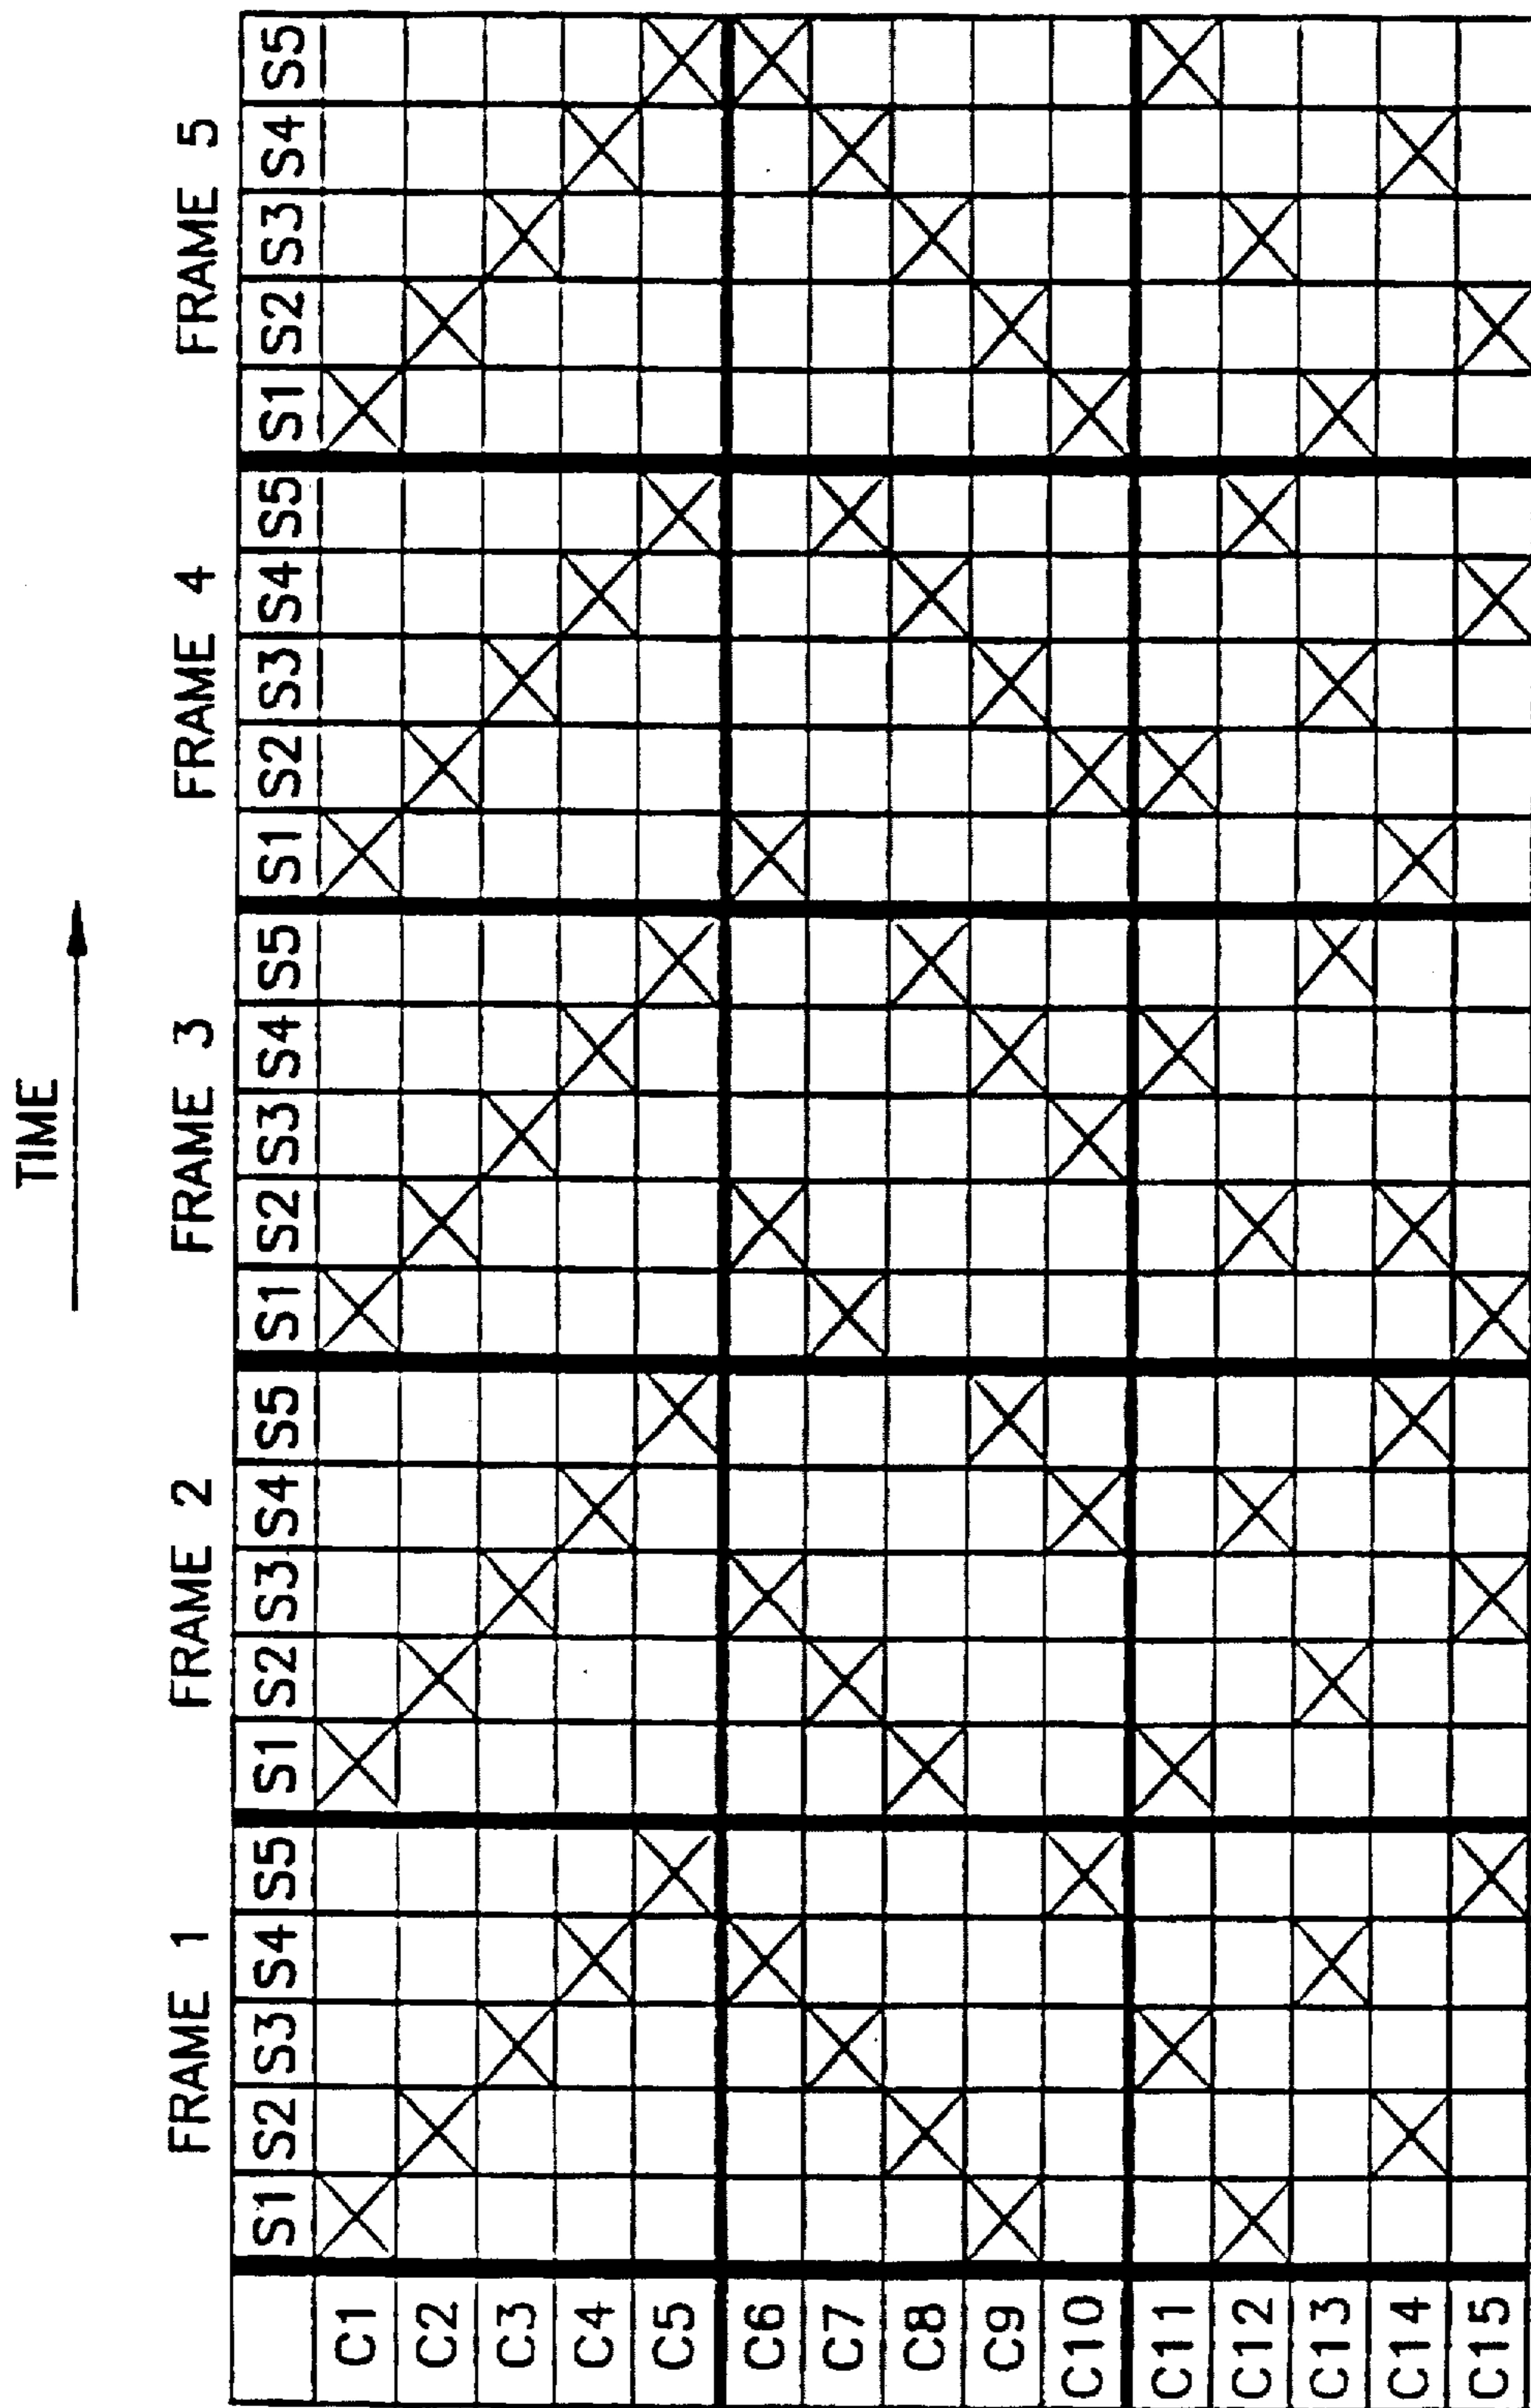 TIME
FRAME 1 FRAME 2 FRAME 3 FRAME 4 FRAME 5
S1 S2 S3 S4 S5 S1 S2 S3 S4 S5 S1 S2 S3 S4 S5 S1 S2 S3 S4 S5 S1 S2 S3 S4 S5
C1
C2
C3
C4
C5
C6
C7
C8
C9
C10
C11
C12
C13
C14
C15